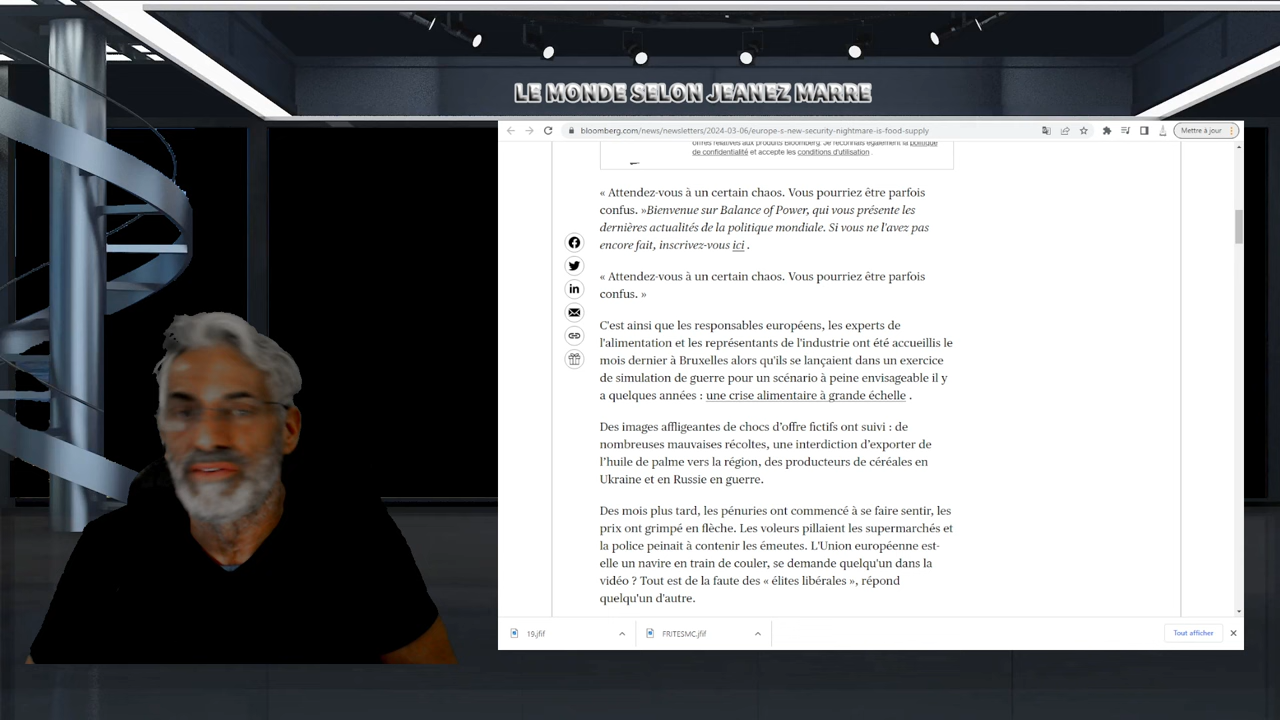 LE MONDE SELON JEANEZ MARRE
bloomberg.com/news/newsletters/2024-03-06/europe-s-new-security-nightmare-is-food-supply
Mettre à jour
offres relatives aux produits Bloomberg. Je reconnais également la politique
de confidentialité et accepte les conditions d'utilisation .
« Attendez-vous à un certain chaos. Vous pourriez être parfois
confus. »Bienvenue sur Balance of Power, qui vous présente les
dernières actualités de la politique mondiale. Si vous ne l'avez pas
encore fait, inscrivez-vous ici .
« Attendez-vous à un certain chaos. Vous pourriez être parfois
confus. »
C'est ainsi que les responsables européens, les experts de
l'alimentation et les représentants de l'industrie ont été accueillis le
mois dernier à Bruxelles alors qu'ils se lançaient dans un exercice
de simulation de guerre pour un scénario à peine envisageable il y
a quelques années : une crise alimentaire à grande échelle .
Des images affligeantes de chocs d’offre fictifs ont suivi : de
nombreuses mauvaises récoltes, une interdiction d’exporter de
l’huile de palme vers la région, des producteurs de céréales en
Ukraine et en Russie en guerre.
Des mois plus tard, les pénuries ont commencé à se faire sentir, les
prix ont grimpé en flèche. Les voleurs pillaient les supermarchés et
la police peinait à contenir les émeutes. L'Union européenne est-
elle un navire en train de couler, se demande quelqu'un dans la
vidéo ? Tout est de la faute des « élites libérales », répond
quelqu'un d'autre.
19.jfif
FRITESMC.jfif
Tout afficher